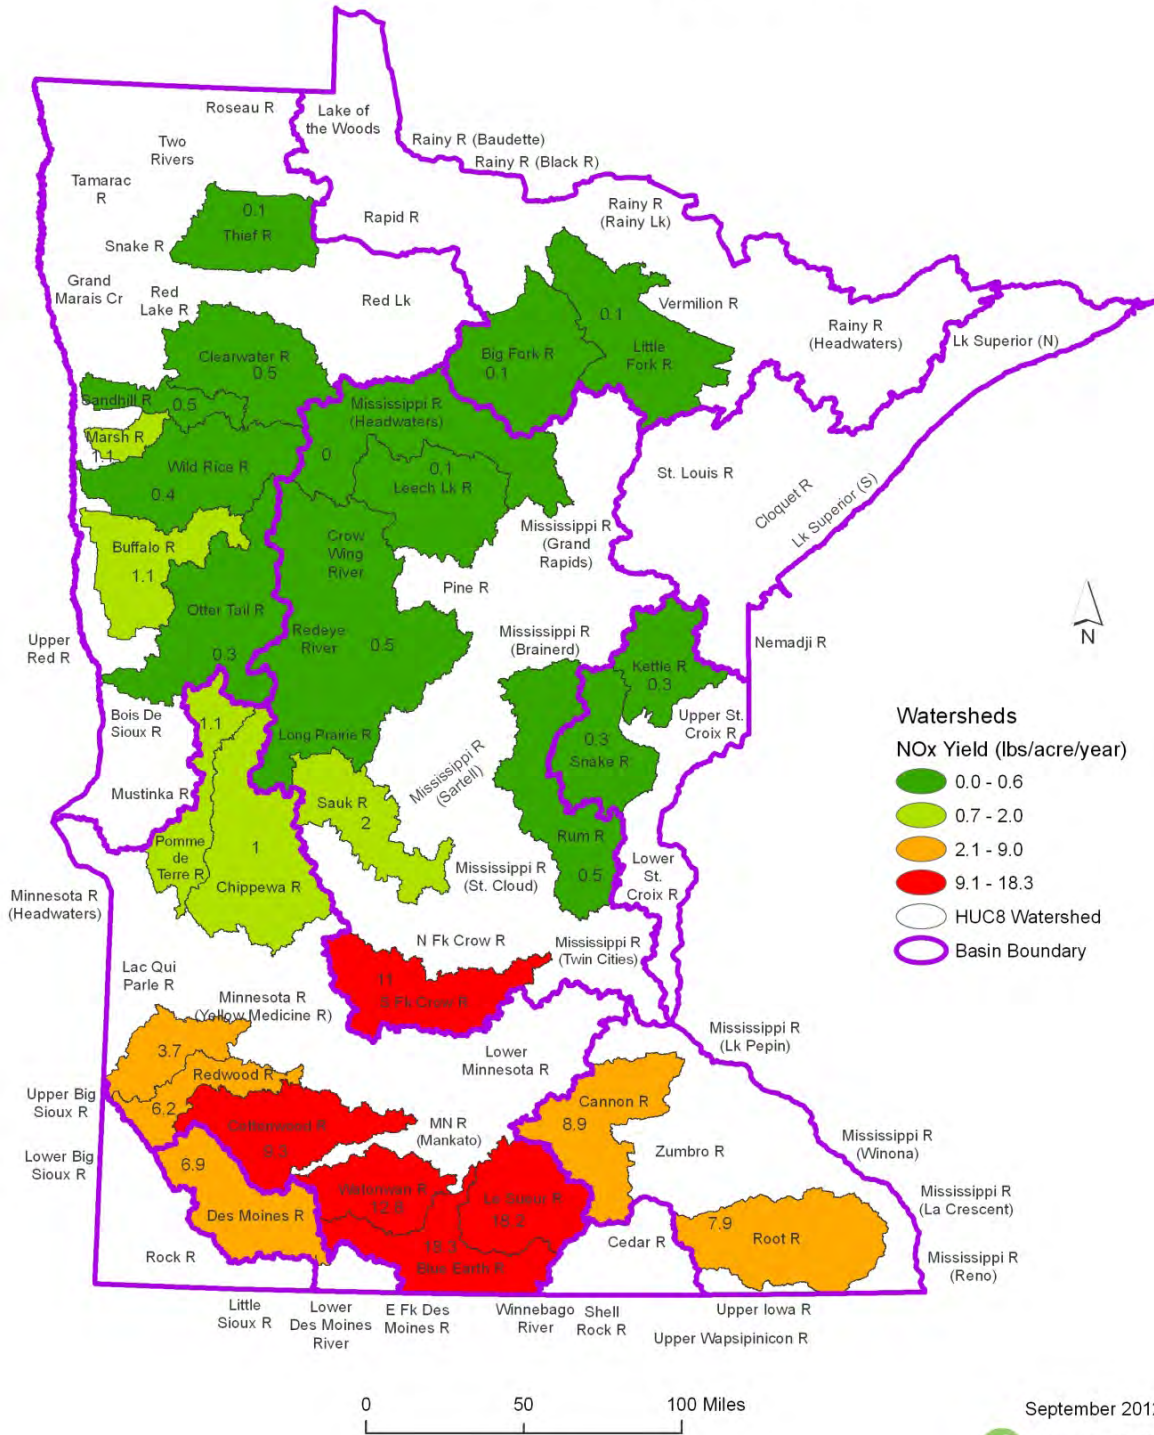 Roseau R
Lake of
the Woods
Two
Rivers
Rainy R (Baudette)
Rainy R (Black R)
Tamarac
R
0.1
Thief R
Rapid R
Rainy R
(Rainy Lk)
Snake R
Grand
Marais Cr
Red
Lake R
Red Lk
Vermilion R
0.1
Little
Fork R
Rainy R
(Headwaters)
Lk Superior (N)
Clearwater R
0.5
Big Fork R
0.1
Sandhill R
0.5
Mississippi R
(Headwaters)
0
Marsh R
1.1
Wild Rice R
0.4
0.1
Leech Lk R
St. Louis R
Cloquet R
Lk Superior (S)
Buffalo R
1.1
Crow
Wing
River
Mississippi R
(Grand
Rapids)
Pine R
Otter Tail R
0.3
Redeye
River
0.5
Mississippi R
(Brainerd)
Upper
Red R
Kettle R
0.3
Nemadji R
N
Bois De
Sioux R
1.1
Long Prairie R
Mississippi R
(Sartell)
0.3
Snake R
Upper St.
Croix R
Mustinka R
Sauk R
2
Pomme
de
Terre R
1
Chippewa R
Rum R
0.5
Mississippi R
(St. Cloud)
Lower
St.
Croix R
Minnesota R
(Headwaters)
N Fk Crow R
Mississippi R
(Twin Cities)
11
S Fk Crow R
Lac Qui
Parle R
Minnesota R
(Yellow Medicine R)
Mississippi R
(Lk Pepin)
Lower
Minnesota R
3.7
Redwood R
6.2
Upper Big
Sioux R
Cottonwood R
9.3
MN R
(Mankato)
Cannon R
8.9
Zumbro R
Mississippi R
(Winona)
Lower Big
Sioux R
6.9
Des Moines R
Watonwan R
12.8
Le Sueur R
18.2
Mississippi R
(La Crescent)
7.9
Root R
Rock R
18.3
Blue Earth R
Cedar R
Mississippi R
(Reno)
Little
Sioux R
Lower
Des Moines
River
E Fk Des
Moines R
Winnebago
River
Shell
Rock R
Upper Iowa R
Upper Wapsipinicon R
Watersheds
NOx Yield (lbs/acre/year)
0.0 - 0.6
0.7 - 2.0
2.1 - 9.0
9.1 - 18.3
HUC8 Watershed
Basin Boundary
0 50 100 Miles
September 2012